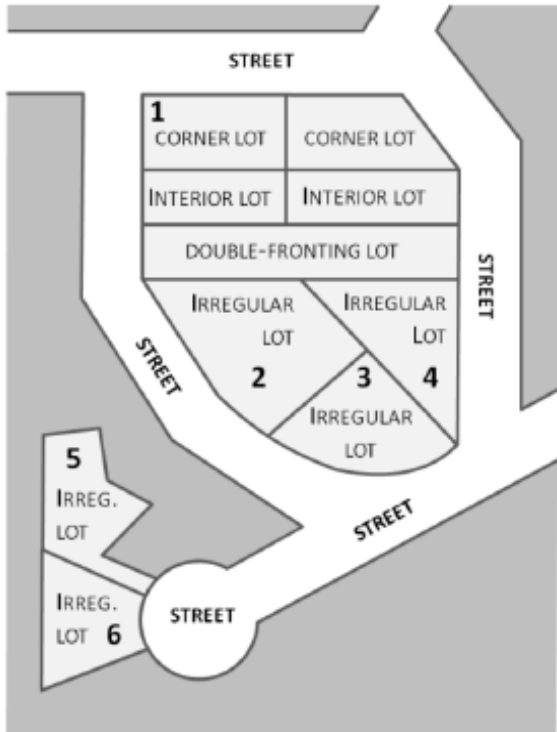 STREET
1
CORNER LOT
CORNER LOT
INTERIOR LOT
INTERIOR LOT
DOUBLE-FRONTING LOT
STREET
IRREGULAR
LOT
2
IRREGULAR
LOT
4
3
IRREGULAR
LOT
STREET
5
IRREG.
LOT
STREET
IRREG.
LOT 6
STREET